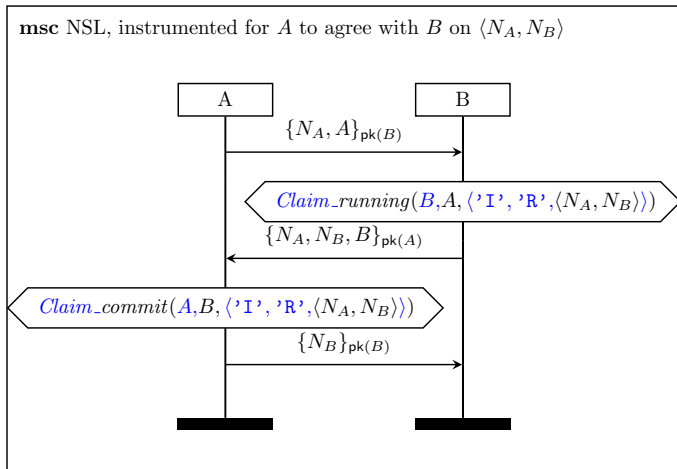 msc NSL, instrumented for A to agree with B on ⟨N_A, N_B⟩
A B
{N_A, A}_pk(B)
Claim_running(B,A,⟨'I','R',⟨N_A, N_B⟩⟩)
{N_A, N_B, B}_pk(A)
Claim_commit(A,B,⟨'I','R',⟨N_A, N_B⟩⟩)
{N_B}_pk(B)